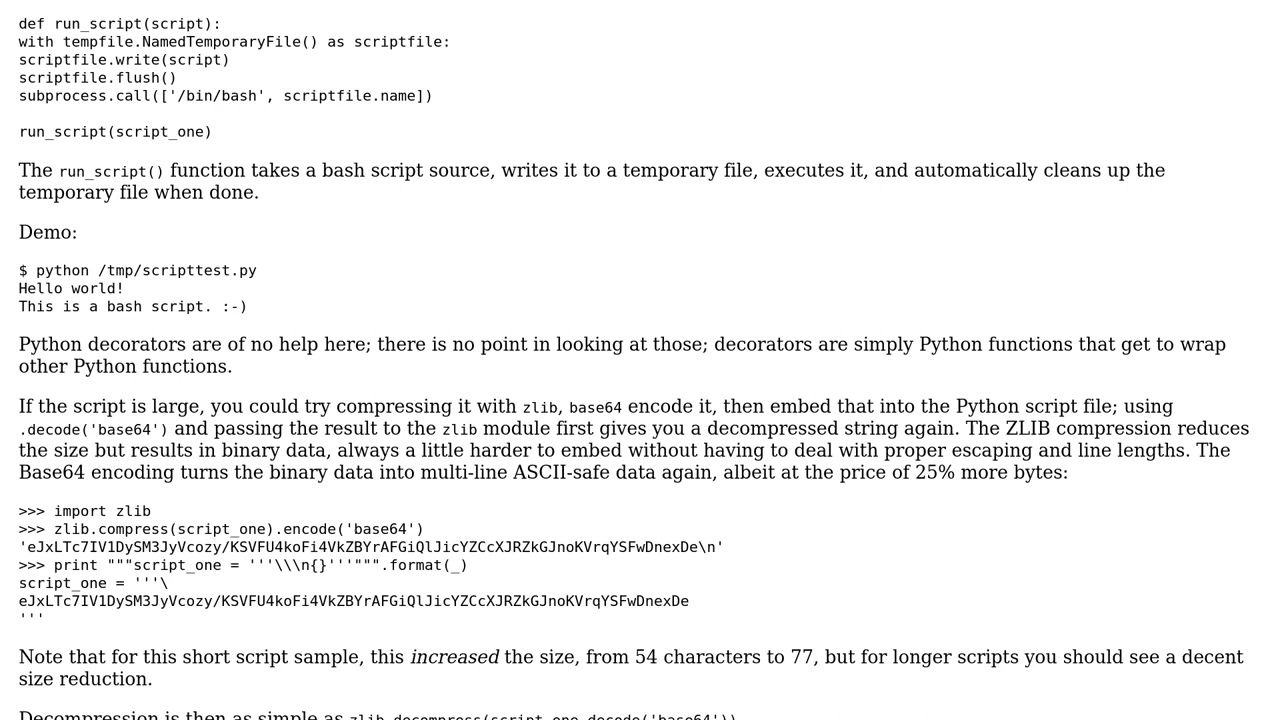 def run_script(script):
with tempfile.NamedTemporaryFile() as scriptfile:
scriptfile.write(script)
scriptfile.flush()
subprocess.call(['/bin/bash', scriptfile.name])
run_script(script_one)
The run_script() function takes a bash script source, writes it to a temporary file, executes it, and automatically cleans up the
temporary file when done.
Demo:
$ python /tmp/scripttest.py
Hello world!
This is a bash script. :-)
Python decorators are of no help here; there is no point in looking at those; decorators are simply Python functions that get to wrap
other Python functions.
If the script is large, you could try compressing it with zlib, base64 encode it, then embed that into the Python script file; using
.decode('base64') and passing the result to the zlib module first gives you a decompressed string again. The ZLIB compression reduces
the size but results in binary data, always a little harder to embed without having to deal with proper escaping and line lengths. The
Base64 encoding turns the binary data into multi-line ASCII-safe data again, albeit at the price of 25% more bytes:
>>> import zlib
>>> zlib.compress(script_one).encode('base64')
'eJxLTc7IV1DySM3JyVcozy/KSVFU4koFi4VkZBYrAFGiQlJicYZCcXJRZkGJnoKVrqYSFwDnexDe\n'
>>> print """script_one = '''\\\n{}'''""".format(_)
script_one = '''\
eJxLTc7IV1DySM3JyVcozy/KSVFU4koFi4VkZBYrAFGiQlJicYZCcXJRZkGJnoKVrqYSFwDnexDe
'''
Note that for this short script sample, this increased the size, from 54 characters to 77, but for longer scripts you should see a decent
size reduction.
Decompression is then as simple as zlib.decompress(script_one.decode('base64'))